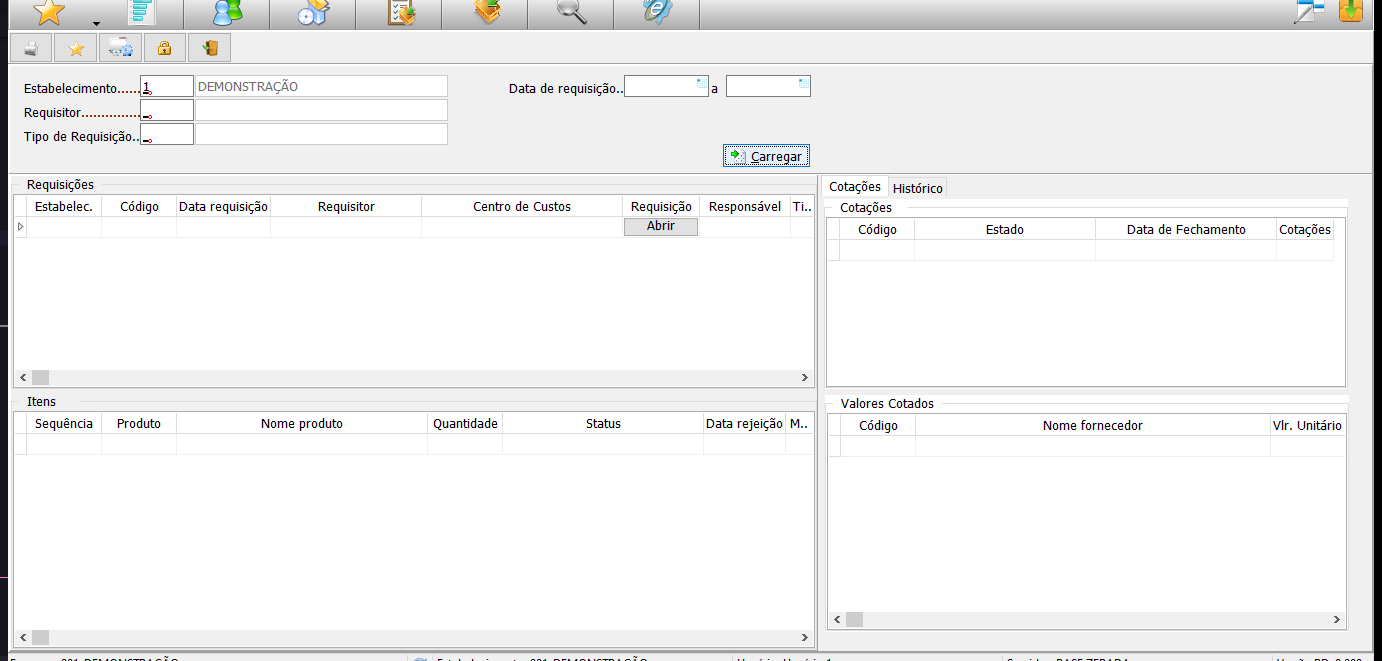 Estabelecimento...... 1 DEMONSTRAÇÃO Data de requisição.. a
Requisitor..............
Tipo de Requisição..
Carregar
Requisições
Estabelec. Código Data requisição Requisitor Centro de Custos Requisição Responsável Ti..
Abrir
Itens
Sequência Produto Nome produto Quantidade Status Data rejeição M..
Cotações Histórico
Cotações
Código Estado Data de Fechamento Cotações
Valores Cotados
Código Nome fornecedor Vlr. Unitário